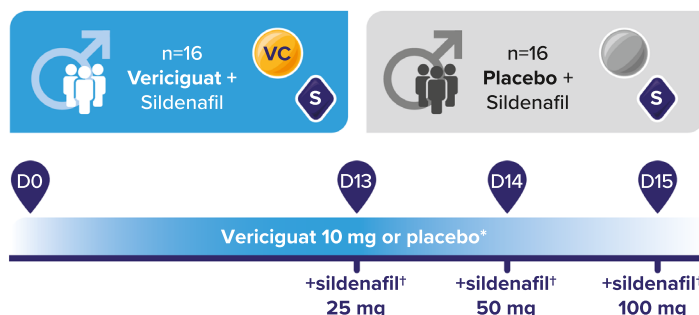 n=16
Vericiguat +
Sildenafil
VC
S
n=16
Placebo +
Sildenafil
S
D0
D13
D14
D15
Vericiguat 10 mg or placebo*
+sildenafil†
25 mg
+sildenafil†
50 mg
+sildenafil†
100 mg